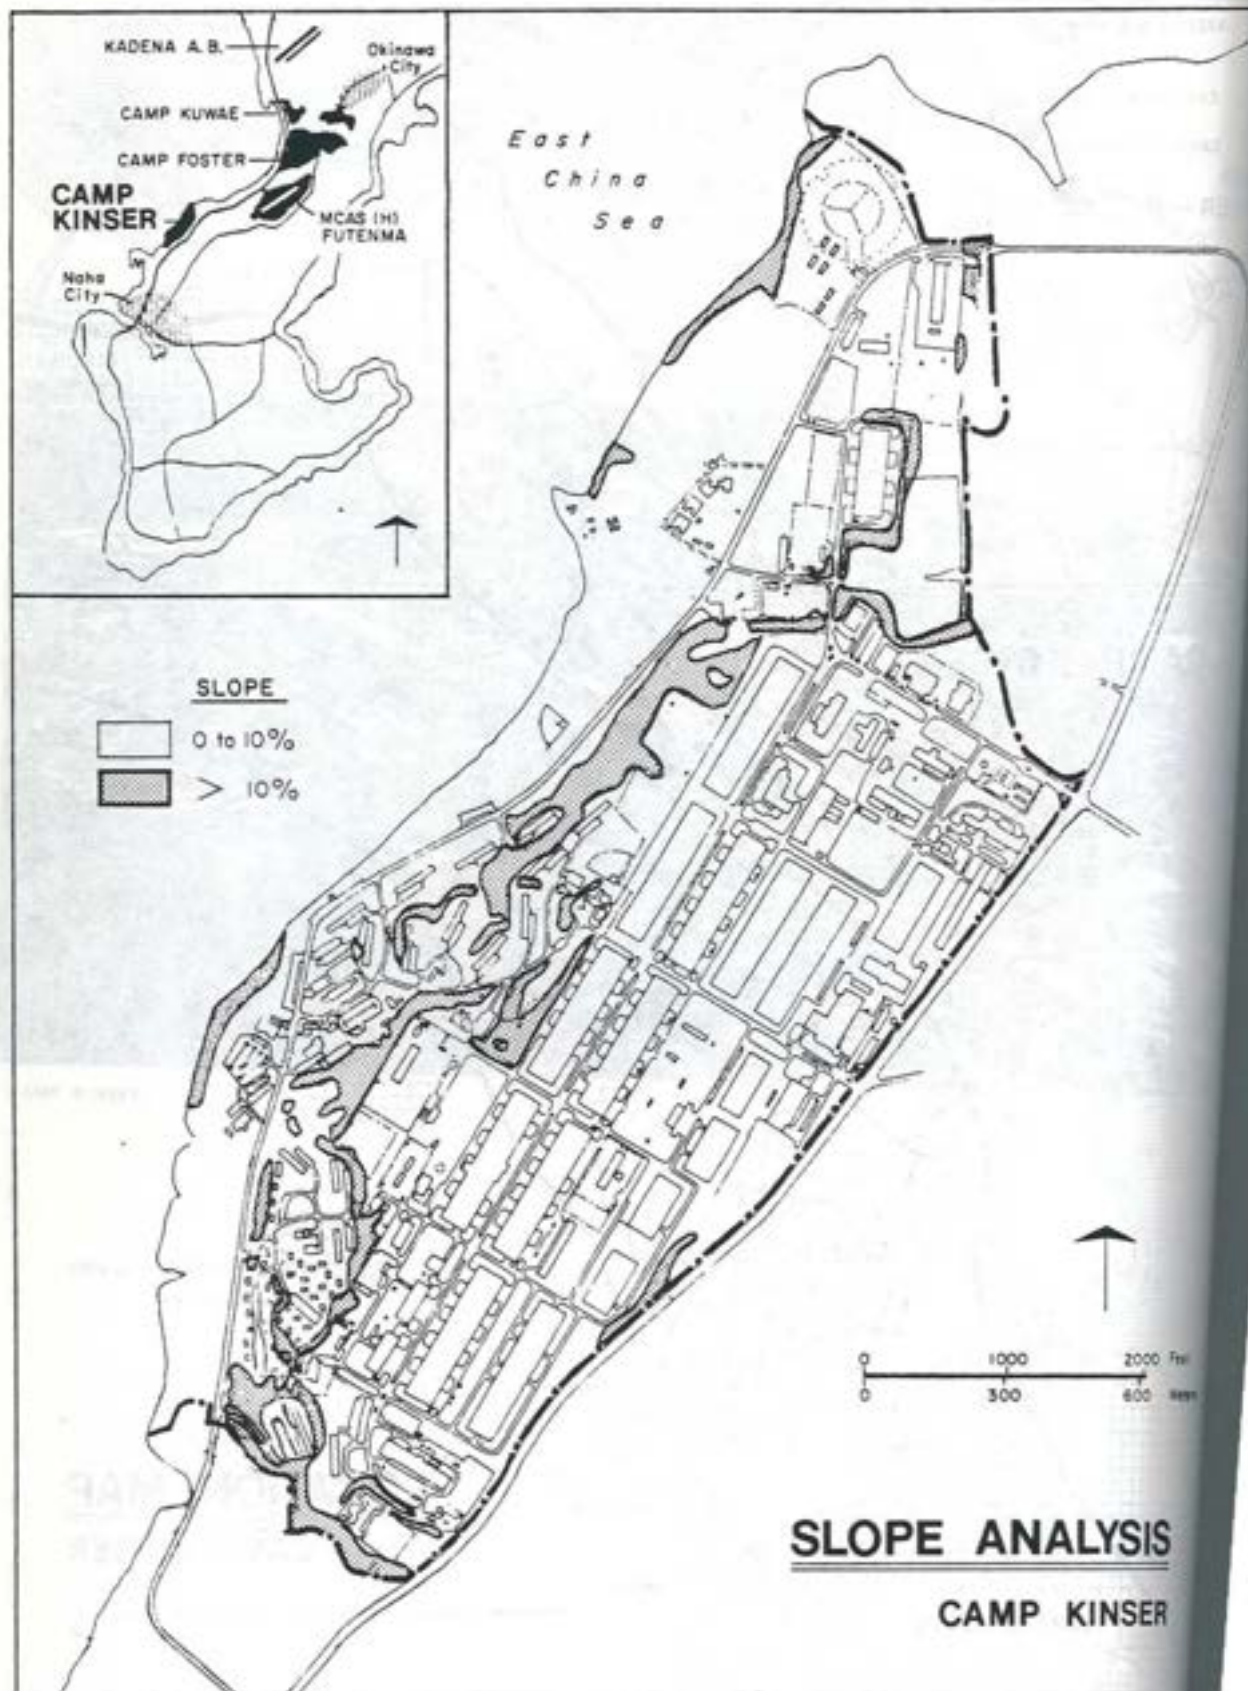 KADENA A.B.
Okinawa
City
CAMP KUWAE
CAMP FOSTER
CAMP
KINSER
MCAS (H)
FUTENMA
Naha
City
East
China
Sea
SLOPE
0 to 10%
> 10%
0 1000 2000 Feet
0 300 600
SLOPE ANALYSIS
CAMP KINSER